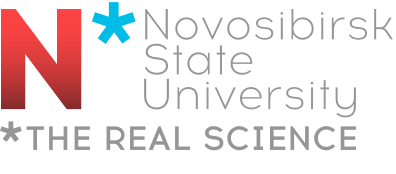 N* Novosibirsk
State
University
*THE REAL SCIENCE